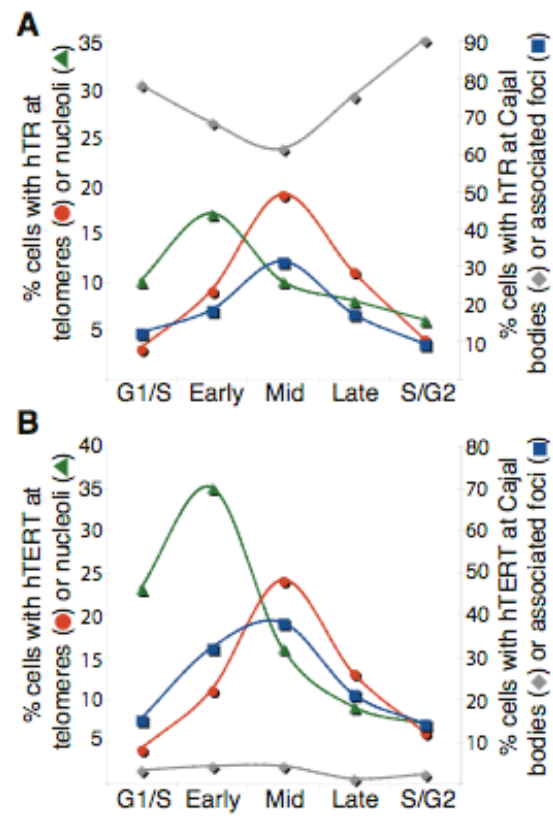 A
% cells with hTR at
telomeres (●) or nucleoli (▲)
35
30
25
20
15
10
5
90
80
70
60
50
40
30
20
10
% cells with hTR at Cajal
bodies (◆) or associated foci (■)
G1/S Early Mid Late S/G2
B
% cells with hTERT at
telomeres (●) or nucleoli (▲)
40
35
30
25
20
15
10
5
80
70
60
50
40
30
20
10
% cells with hTERT at Cajal
bodies (◆) or associated foci (■)
G1/S Early Mid Late S/G2